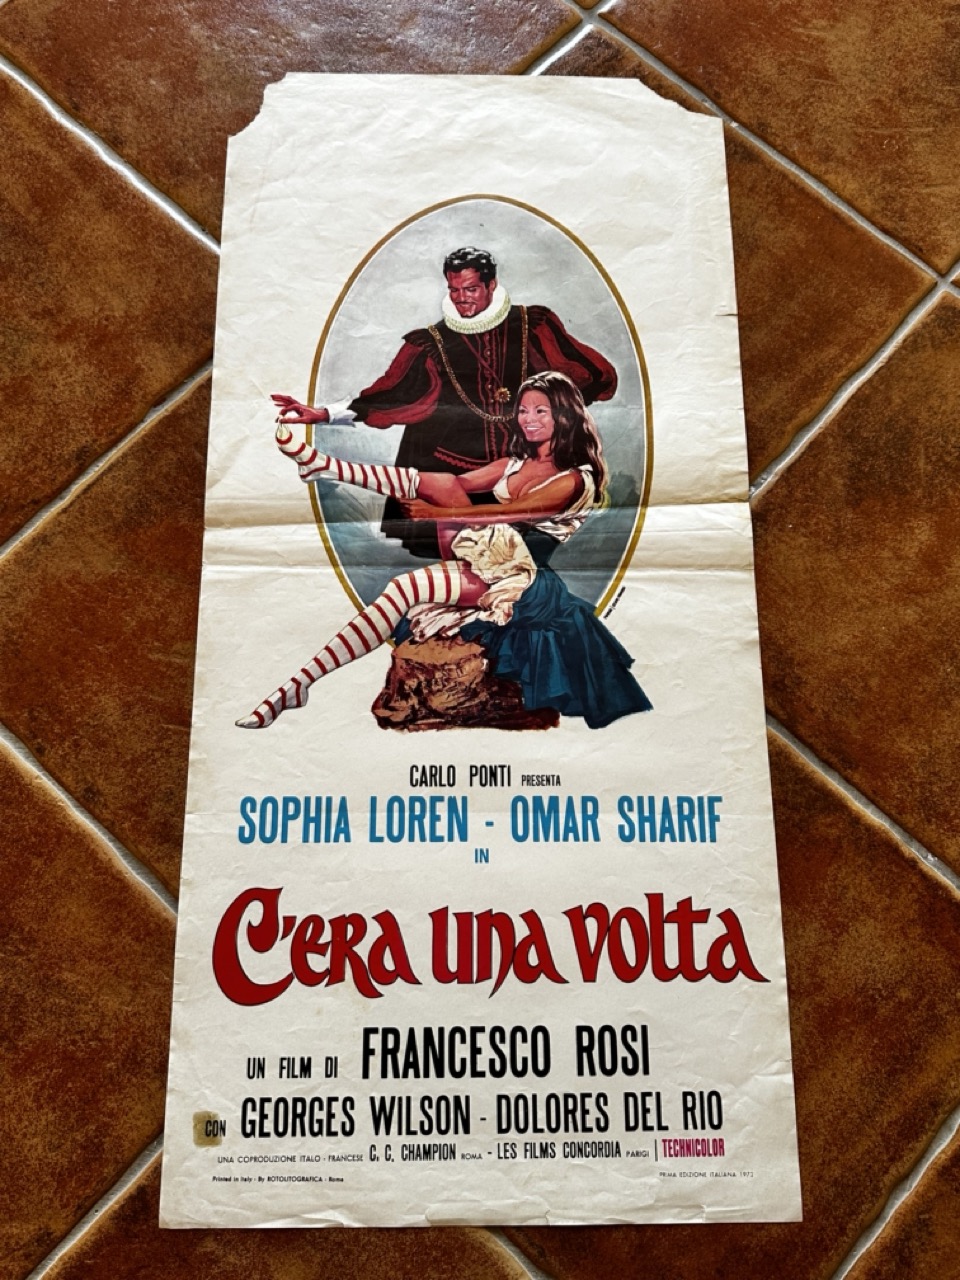 CARLO PONTI PRESENTA
SOPHIA LOREN - OMAR SHARIF
IN
C'ERA UNA VOLTA
UN FILM DI FRANCESCO ROSI
CON GEORGES WILSON - DOLORES DEL RIO
UNA COPRODUZIONE ITALO - FRANCESE C. C. CHAMPION ROMA - LES FILMS CONCORDIA PARIGI | TECHNICOLOR
Printed in Italy - By ROTOLITOGRAFICA - Roma
PRIMA EDIZIONE ITALIANA